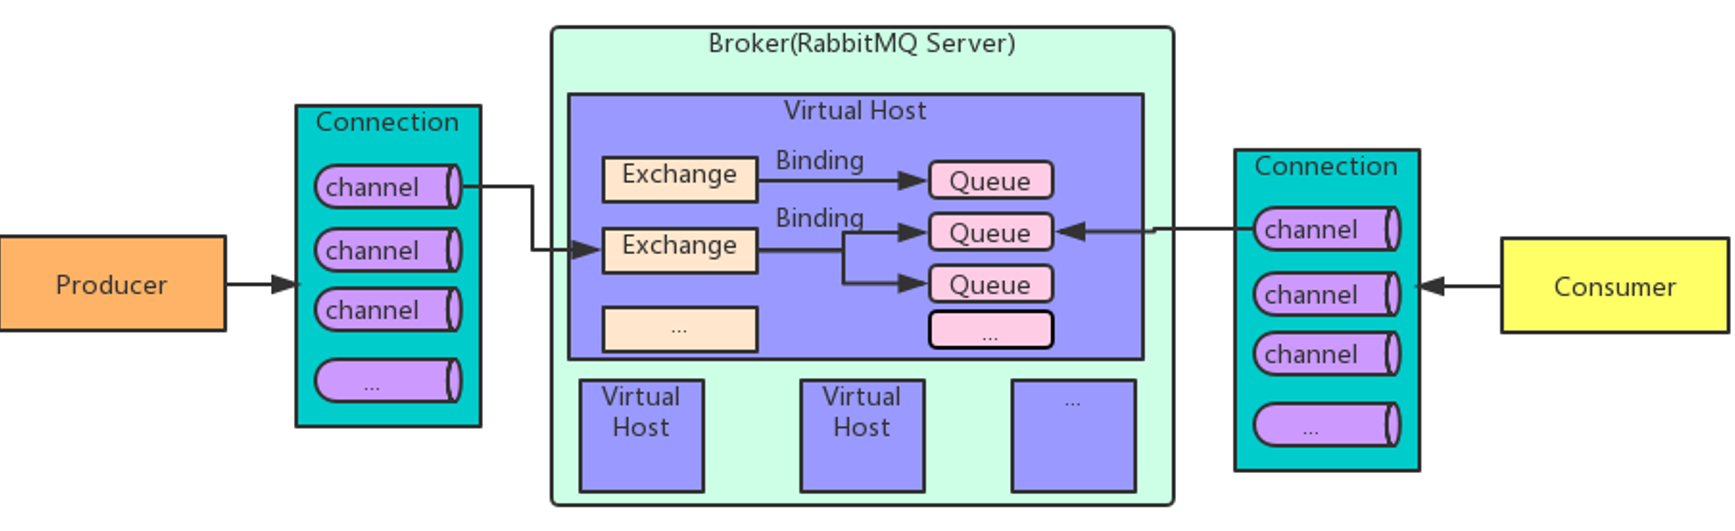 Producer
Connection
channel
channel
channel
...
Broker(RabbitMQ Server)
Virtual Host
Exchange
Binding
Queue
Exchange
Binding
Queue
Queue
...
...
Virtual
Host
Virtual
Host
...
Connection
channel
channel
channel
...
Consumer